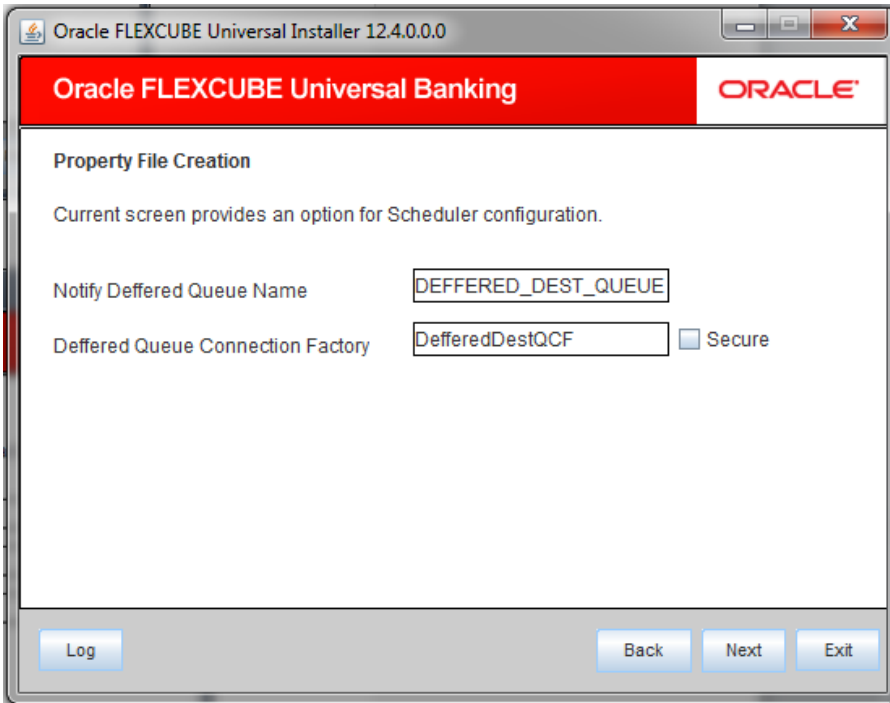 Oracle FLEXCUBE Universal Installer 12.4.0.0.0
Oracle FLEXCUBE Universal Banking
ORACLE
Property File Creation
Current screen provides an option for Scheduler configuration.
Notify Deffered Queue Name DEFFERED_DEST_QUEUE
Deffered Queue Connection Factory DefferedDestQCF Secure
Log Back Next Exit